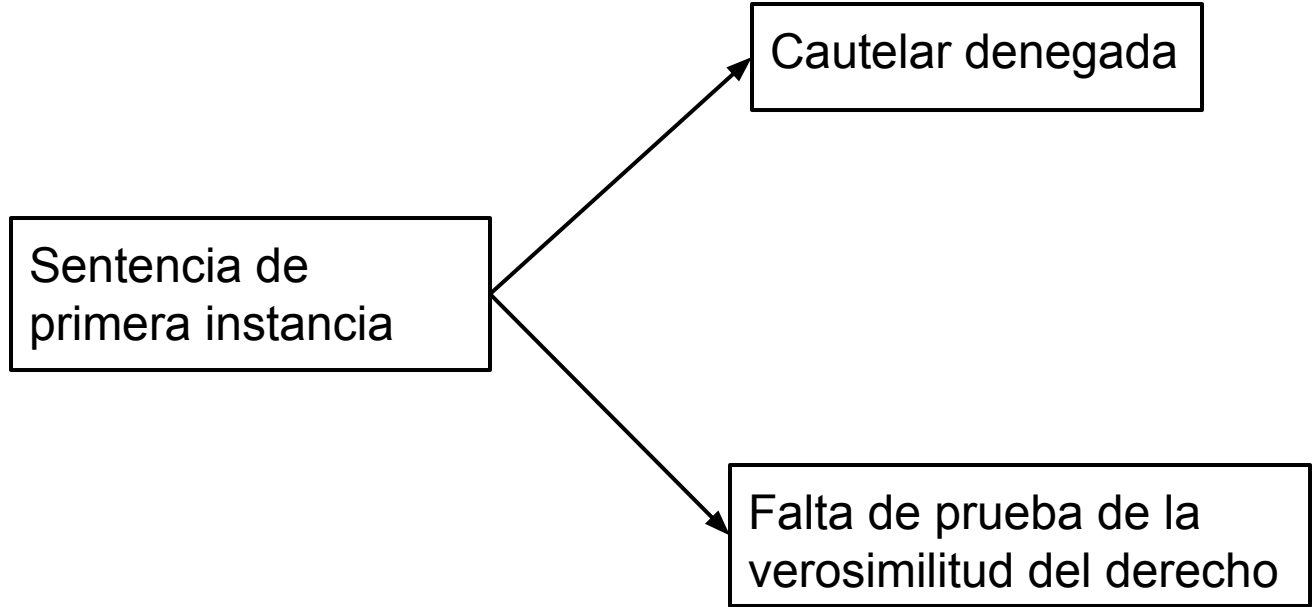 Cautelar denegada
Sentencia de
primera instancia
Falta de prueba de la
verosimilitud del derecho